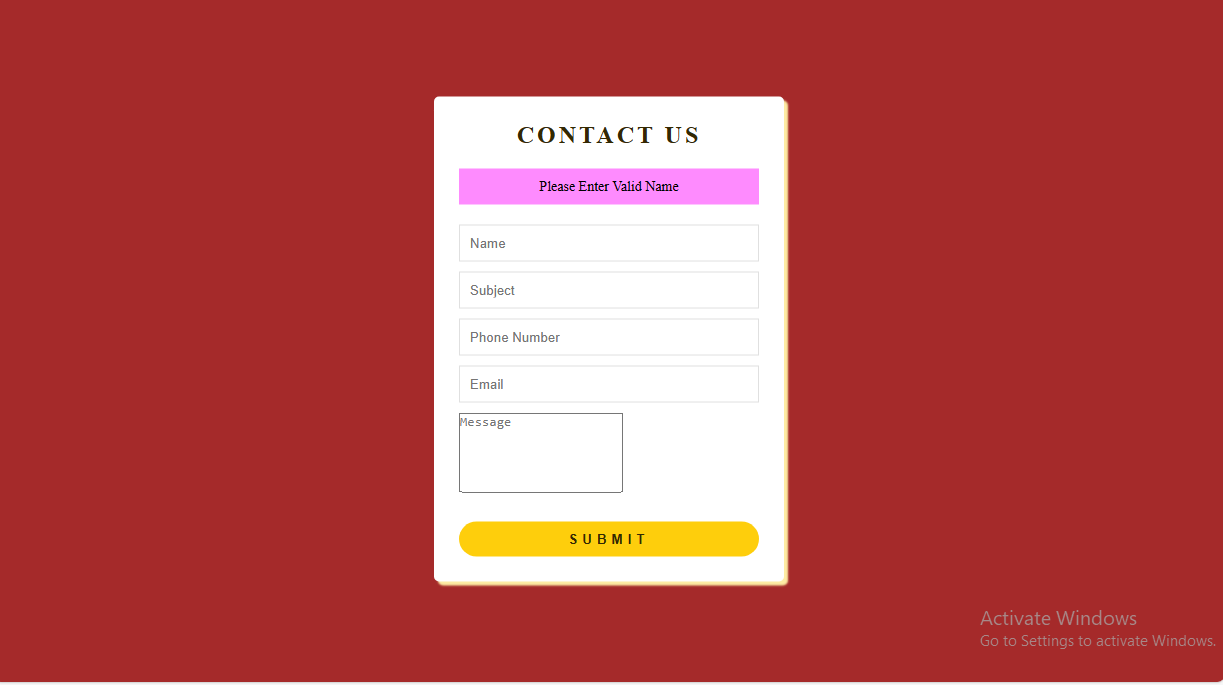 CONTACT US
Please Enter Valid Name
Name
Subject
Phone Number
Email
Message
SUBMIT
Activate Windows
Go to Settings to activate Windows.